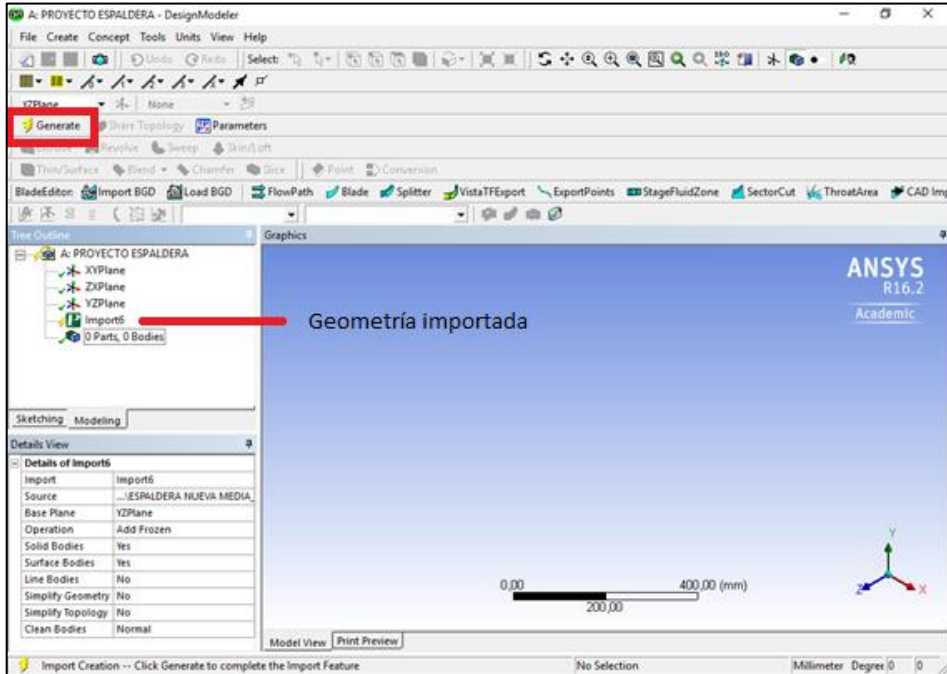 A: PROYECTO ESPALDERA - DesignModeler
File Create Concept Tools Units View Help
Undo Redo Select:
YZPlane None
Generate Share Topology Parameters
Extrude Revolve Sweep Skin/Loft
Thin/Surface Blend Chamfer Slice Point Conversion
BladeEditor: Import BGD Load BGD FlowPath Blade Splitter VistaTFExport ExportPoints StageFluidZone SectorCut ThroatArea CAD Imp
Tree Outline Graphics
A: PROYECTO ESPALDERA
XYPlane
ZXPlane
YZPlane
Import6
0 Parts, 0 Bodies
Geometría importada
ANSYS
R16.2
Academic
Sketching Modeling
Details View
Details of Import6
Import Import6
Source ...\ESPALDERA NUEVA MEDIA_
Base Plane YZPlane
Operation Add Frozen
Solid Bodies Yes
Surface Bodies Yes
Line Bodies No
Simplify Geometry No
Simplify Topology No
Clean Bodies Normal
0,00 400,00 (mm)
200,00
Y
Z X
Model View Print Preview
Import Creation -- Click Generate to complete the Import Feature No Selection Millimeter Degree 0 0